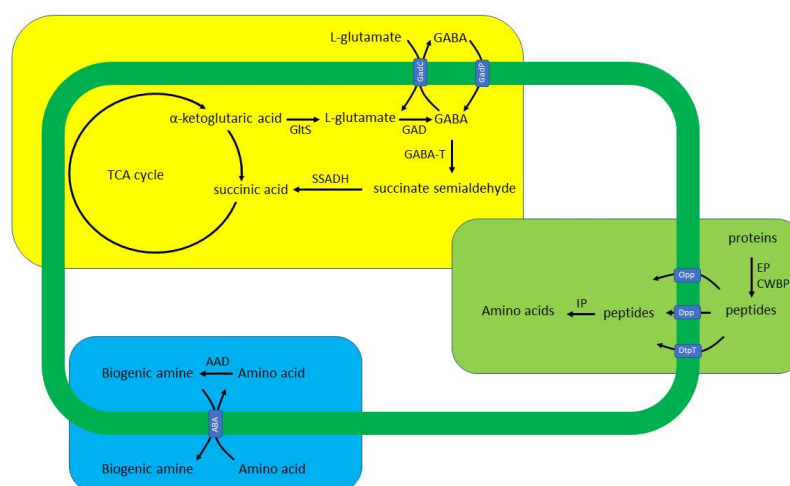 L-glutamate GABA
GadC GadP
α-ketoglutaric acid L-glutamate GABA
GltS GAD
GABA-T
TCA cycle
SSADH
succinic acid succinate semialdehyde
proteins
Opp EP
CWBP
Amino acids IP peptides Dpp peptides
DtpT
AAD
Biogenic amine Amino acid
ABA
Biogenic amine Amino acid